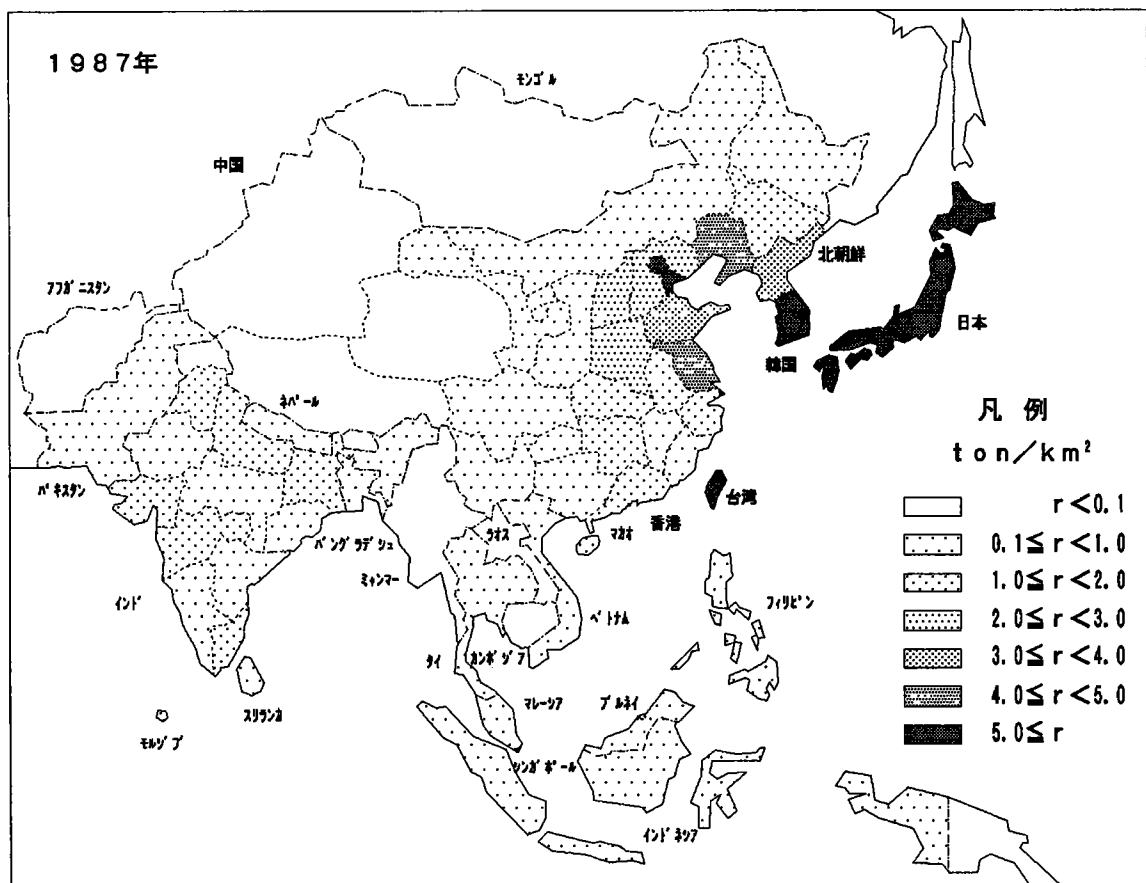 1987年
モンゴル
中国
北朝鮮
アフガニスタン
日本
韓国
ネパール
凡 例
ton/km²
パキスタン
台湾
r<0.1
香港
マカオ
ラオス
0.1≦r<1.0
バングラデシュ
ミャンマー
1.0≦r<2.0
インド
フィリピン
ベトナム
2.0≦r<3.0
タイ
カンボジア
3.0≦r<4.0
マレーシア
ブルネイ
4.0≦r<5.0
スリランカ
5.0≦r
モルジブ
シンガポール
インドネシア